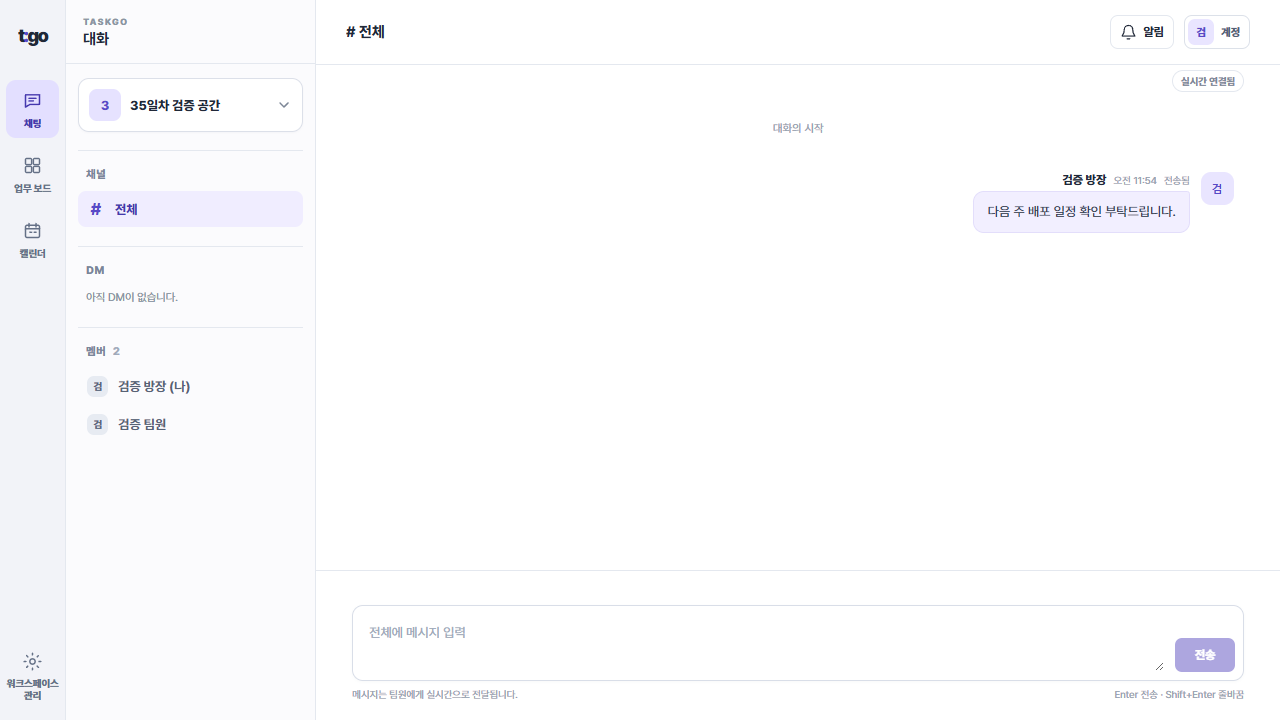 tgo
채팅
업무 보드
캘린더
워크스페이스
관리
TASKGO
대화
3 35일차 검증 공간
채널
# 전체
DM
아직 DM이 없습니다.
멤버 2
검 검증 방장 (나)
검 검증 팀원
# 전체
알림
검 계정
실시간 연결됨
대화의 시작
검증 방장 오전 11:54 전송됨
검
다음 주 배포 일정 확인 부탁드립니다.
전체에 메시지 입력
전송
메시지는 팀원에게 실시간으로 전달됩니다.
Enter 전송 · Shift+Enter 줄바꿈